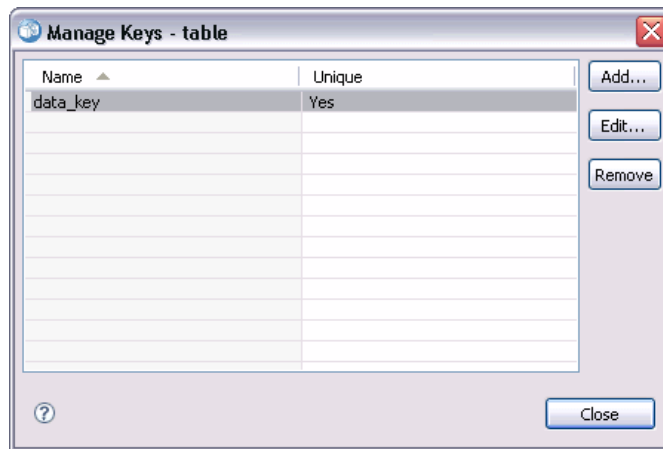 Manage Keys - table
Name Unique Add...
data_key Yes
Edit...
Remove
? Close